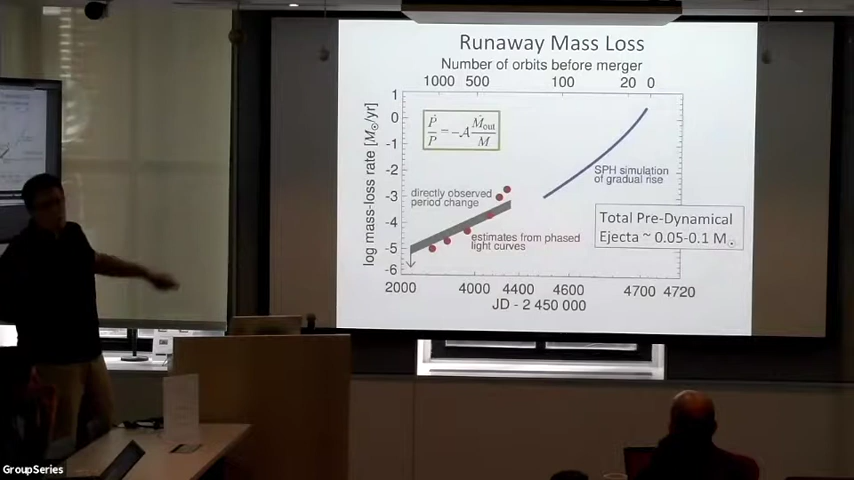 Runaway Mass Loss
Number of orbits before merger
1000 500 100 20 0
1
0
-1
-2
-3
-4
-5
-6
log mass-loss rate [M☉/yr]
Ṗ/P = -A Ṁout/M
SPH simulation
of gradual rise
directly observed
period change
estimates from phased
light curves
Total Pre-Dynamical
Ejecta ~ 0.05-0.1 M☉
2000 4000 4400 4600 4700 4720
JD - 2 450 000
GroupSeries